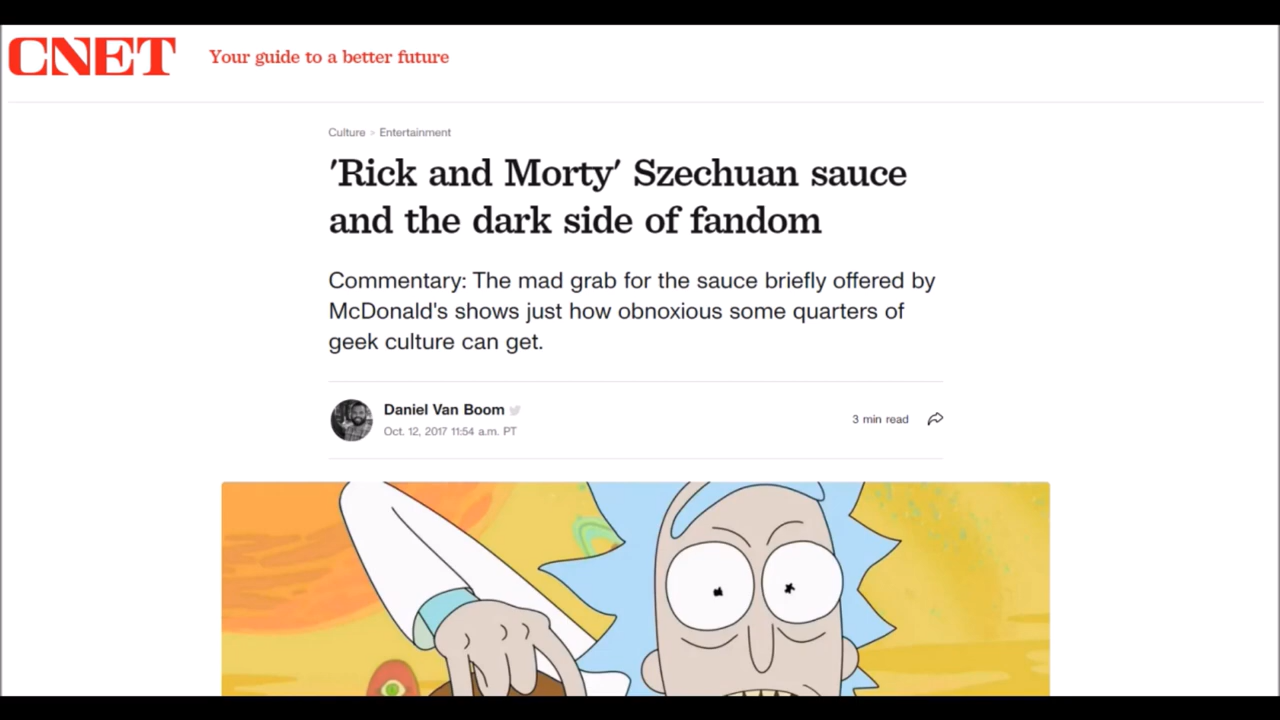 CNET
Your guide to a better future
Culture > Entertainment
'Rick and Morty' Szechuan sauce
and the dark side of fandom
Commentary: The mad grab for the sauce briefly offered by
McDonald's shows just how obnoxious some quarters of
geek culture can get.
Daniel Van Boom
Oct. 12, 2017 11:54 a.m. PT
3 min read